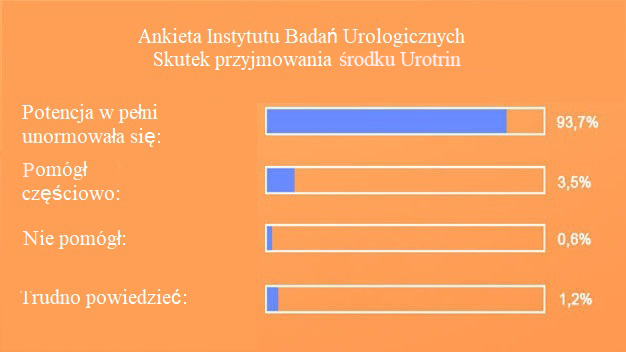 Ankieta Instytutu Badań Urologicznych
Skutek przyjmowania środku Urotrin
Potencja w pełni
unormowała się:
93,7%
Pomógł
częściowo:
3,5%
Nie pomógł:
0,6%
Trudno powiedzieć:
1,2%